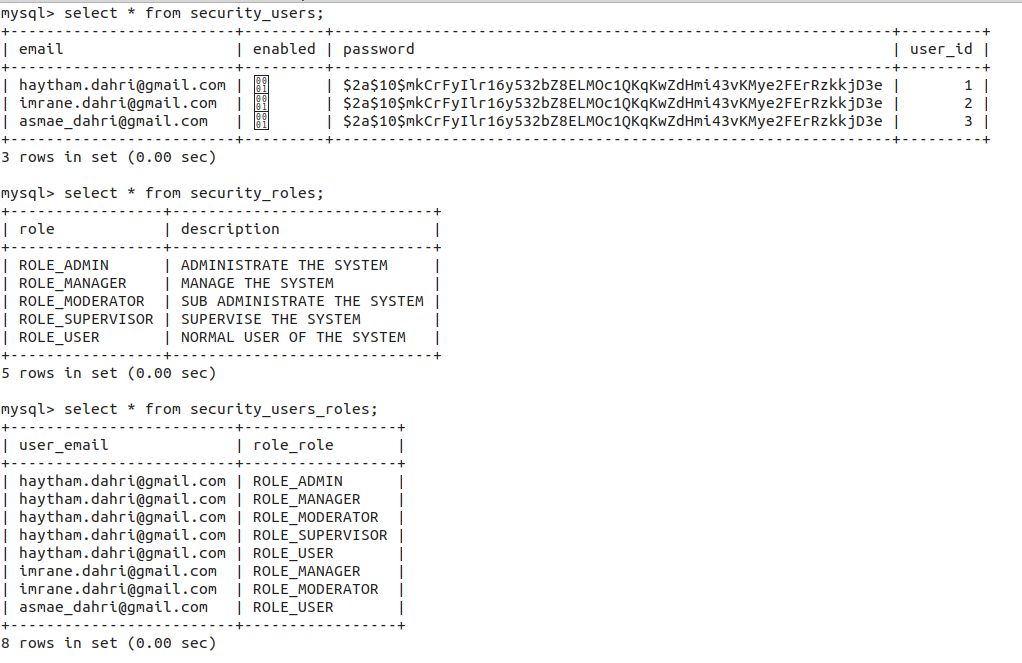 mysql> select * from security_users;
+-------------------------+---------+--------------------------------------------------------------+---------+
| email                   | enabled | password                                                     | user_id |
+-------------------------+---------+--------------------------------------------------------------+---------+
| haytham.dahri@gmail.com | 0001 | $2a$10$mkCrFyIlr16y532bZ8ELMOc1QKqKwZdHmi43vKMye2FErRzkkjD3e |       1 |
| imrane.dahri@gmail.com  | 0001 | $2a$10$mkCrFyIlr16y532bZ8ELMOc1QKqKwZdHmi43vKMye2FErRzkkjD3e |       2 |
| asmae_dahri@gmail.com   | 0001 | $2a$10$mkCrFyIlr16y532bZ8ELMOc1QKqKwZdHmi43vKMye2FErRzkkjD3e |       3 |
+-------------------------+---------+--------------------------------------------------------------+---------+
3 rows in set (0.00 sec)
mysql> select * from security_roles;
+-----------------+-----------------------------+
| role            | description                 |
+-----------------+-----------------------------+
| ROLE_ADMIN      | ADMINISTRATE THE SYSTEM     |
| ROLE_MANAGER    | MANAGE THE SYSTEM           |
| ROLE_MODERATOR  | SUB ADMINISTRATE THE SYSTEM |
| ROLE_SUPERVISOR | SUPERVISE THE SYSTEM        |
| ROLE_USER       | NORMAL USER OF THE SYSTEM   |
+-----------------+-----------------------------+
5 rows in set (0.00 sec)
mysql> select * from security_users_roles;
+-------------------------+-----------------+
| user_email              | role_role       |
+-------------------------+-----------------+
| haytham.dahri@gmail.com | ROLE_ADMIN      |
| haytham.dahri@gmail.com | ROLE_MANAGER    |
| haytham.dahri@gmail.com | ROLE_MODERATOR  |
| haytham.dahri@gmail.com | ROLE_SUPERVISOR |
| haytham.dahri@gmail.com | ROLE_USER       |
| imrane.dahri@gmail.com  | ROLE_MANAGER    |
| imrane.dahri@gmail.com  | ROLE_MODERATOR  |
| asmae_dahri@gmail.com   | ROLE_USER       |
+-------------------------+-----------------+
8 rows in set (0.00 sec)